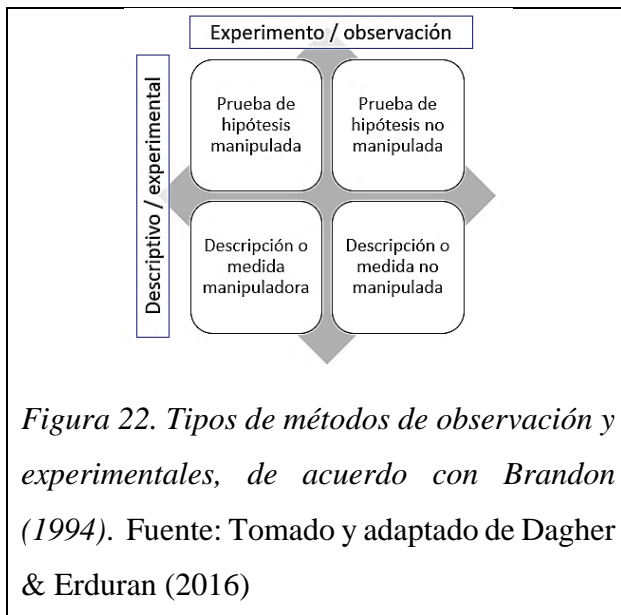 Experimento / observación
Descriptivo / experimental
Prueba de
hipótesis
manipulada
Prueba de
hipótesis no
manipulada
Descripción o
medida
manipuladora
Descripción o
medida no
manipulada
Figura 22. Tipos de métodos de observación y
experimentales, de acuerdo con Brandon
(1994). Fuente: Tomado y adaptado de Dagher
& Erduran (2016)